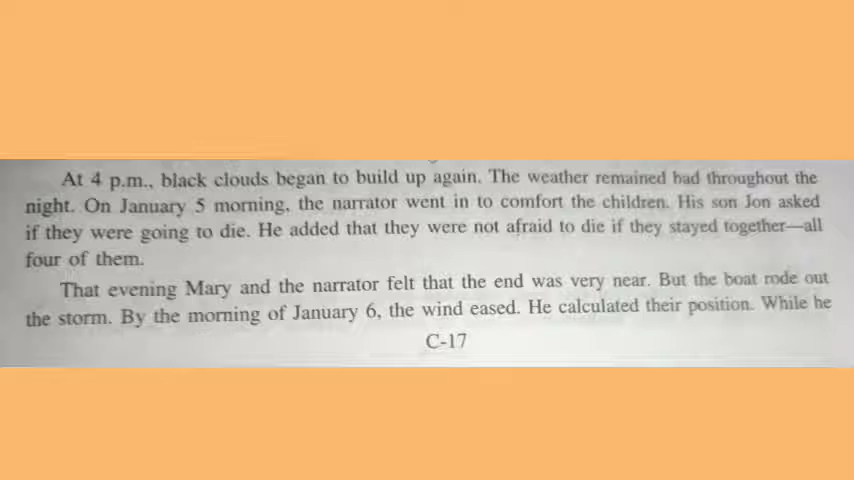 At 4 p.m., black clouds began to build up again. The weather remained bad throughout the
night. On January 5 morning, the narrator went in to comfort the children. His son Jon asked
if they were going to die. He added that they were not afraid to die if they stayed together—all
four of them.
That evening Mary and the narrator felt that the end was very near. But the boat rode out
the storm. By the morning of January 6, the wind eased. He calculated their position. While he
C-17